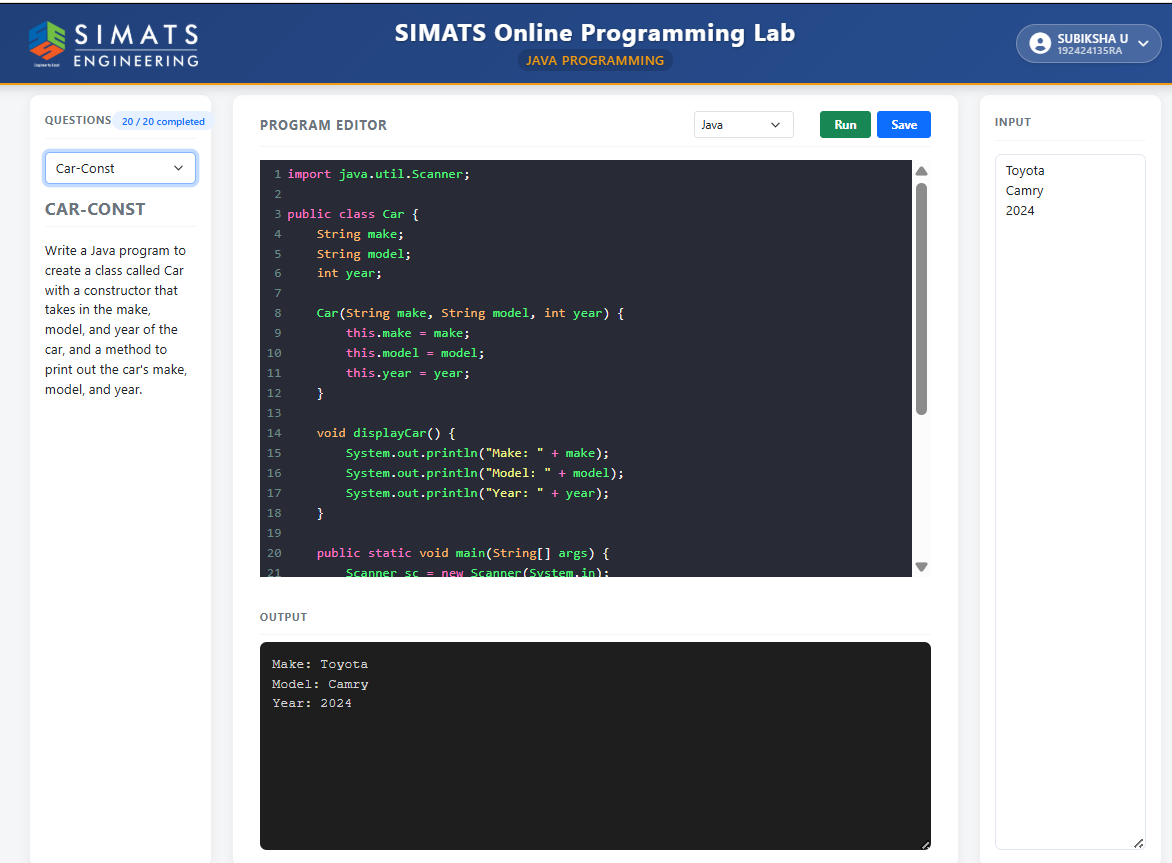 SIMATS
ENGINEERING
SIMATS Online Programming Lab
JAVA PROGRAMMING
SUBIKSHA U
192424135RA
QUESTIONS 20 / 20 completed
Car-Const
CAR-CONST
Write a Java program to
create a class called Car
with a constructor that
takes in the make,
model, and year of the
car, and a method to
print out the car's make,
model, and year.
PROGRAM EDITOR
Java
Run
Save
1 import java.util.Scanner;
2
3 public class Car {
4     String make;
5     String model;
6     int year;
7
8     Car(String make, String model, int year) {
9         this.make = make;
10         this.model = model;
11         this.year = year;
12     }
13
14     void displayCar() {
15         System.out.println("Make: " + make);
16         System.out.println("Model: " + model);
17         System.out.println("Year: " + year);
18     }
19
20     public static void main(String[] args) {
21         Scanner sc = new Scanner(System.in);
OUTPUT
Make: Toyota
Model: Camry
Year: 2024
INPUT
Toyota
Camry
2024